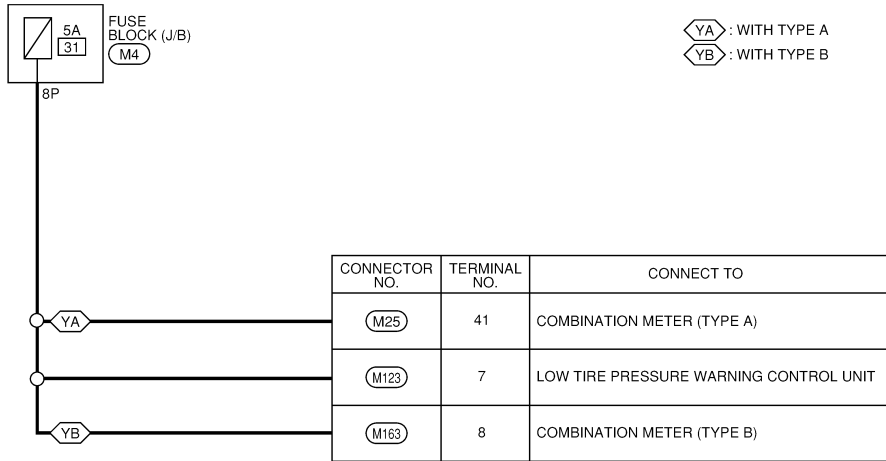 5A
31
FUSE
BLOCK (J/B)
M4
8P
YA : WITH TYPE A
YB : WITH TYPE B
CONNECTOR NO. TERMINAL NO. CONNECT TO
YA M25 41 COMBINATION METER (TYPE A)
M123 7 LOW TIRE PRESSURE WARNING CONTROL UNIT
YB M163 8 COMBINATION METER (TYPE B)